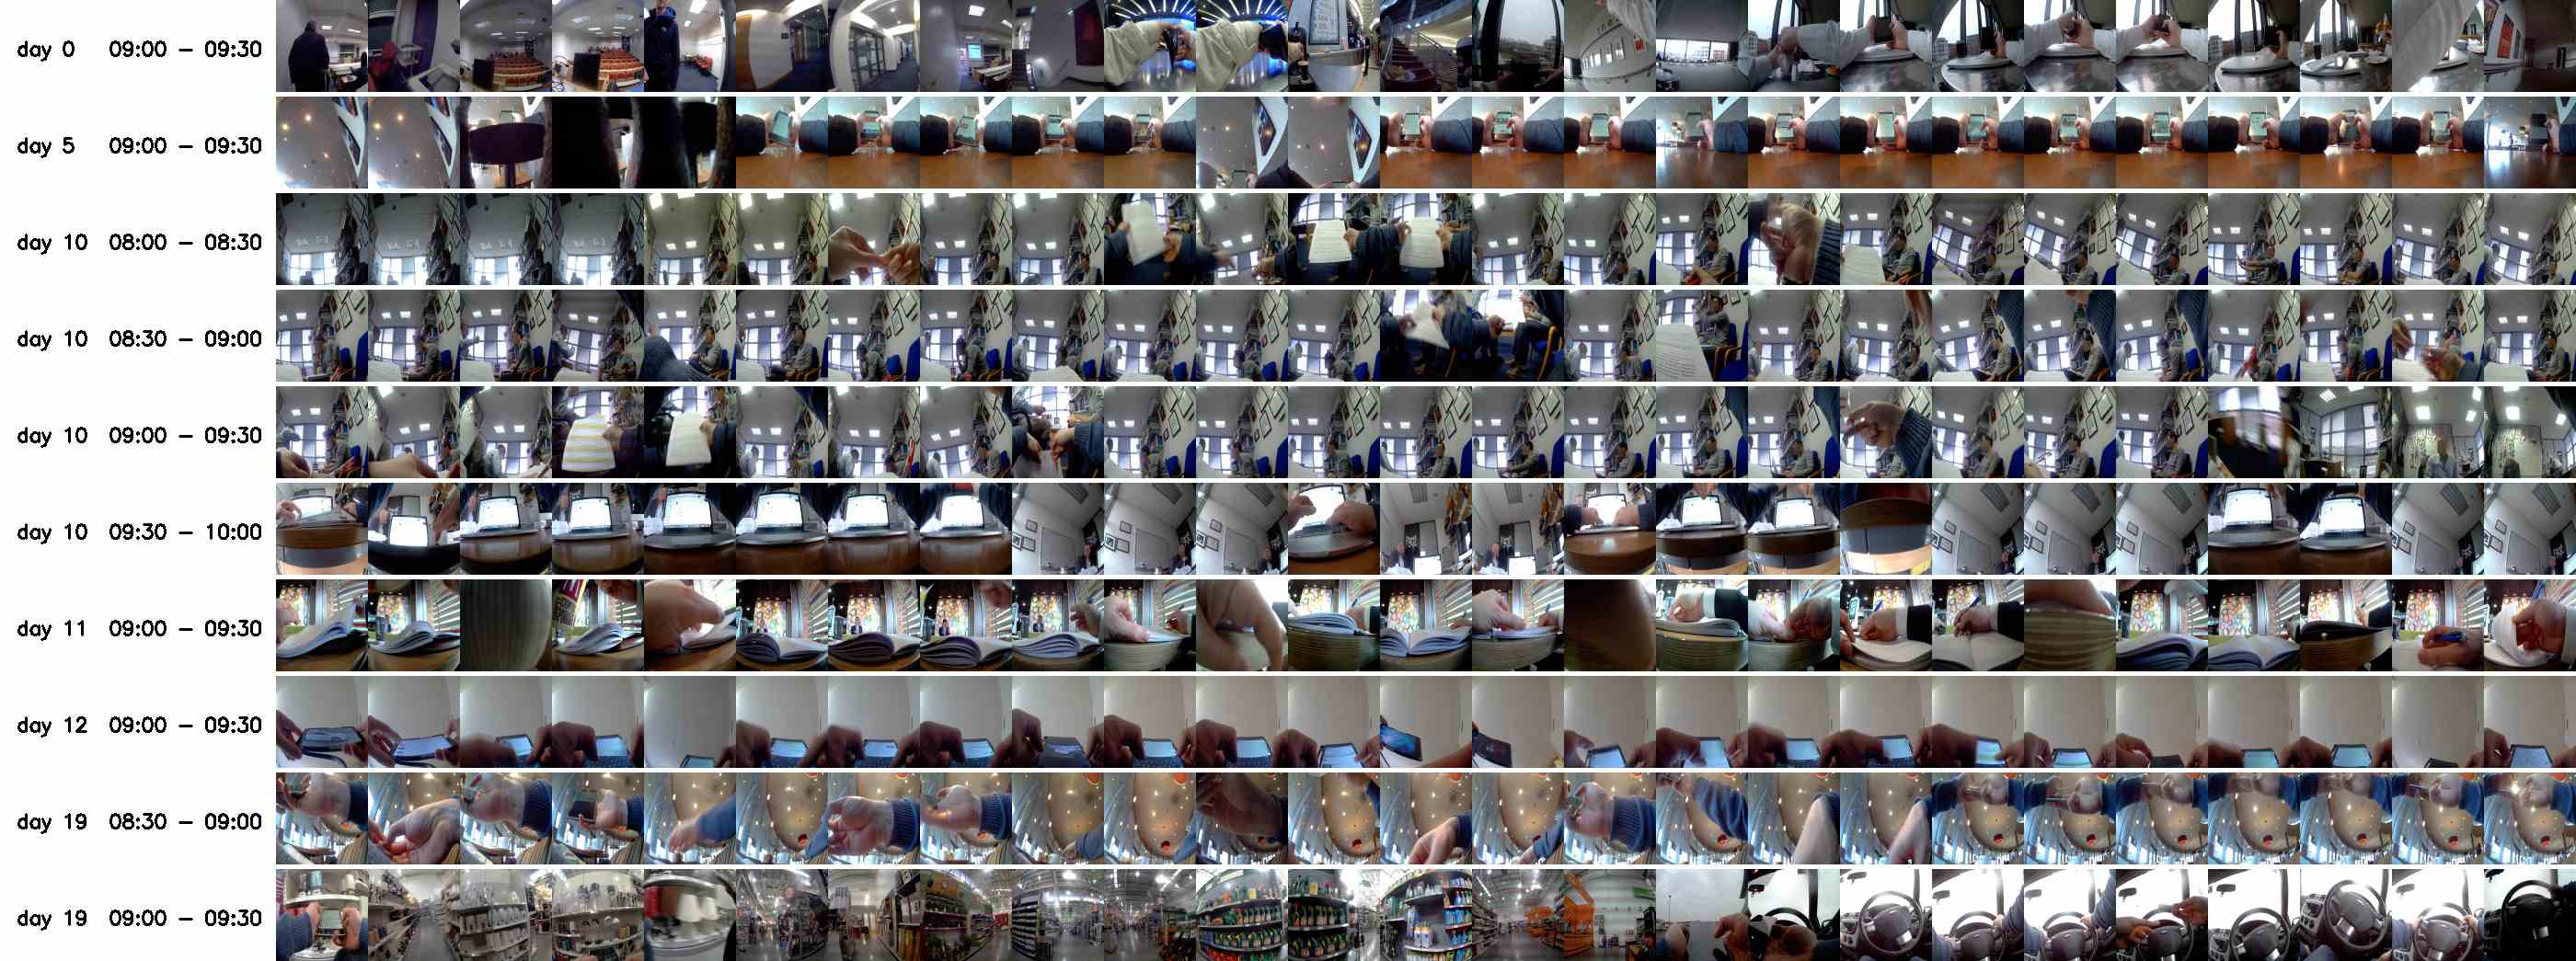 day 0 09:00 - 09:30
day 5 09:00 - 09:30
day 10 08:00 - 08:30
day 10 08:30 - 09:00
day 10 09:00 - 09:30
day 10 09:30 - 10:00
day 11 09:00 - 09:30
day 12 09:00 - 09:30
day 19 08:30 - 09:00
day 19 09:00 - 09:30